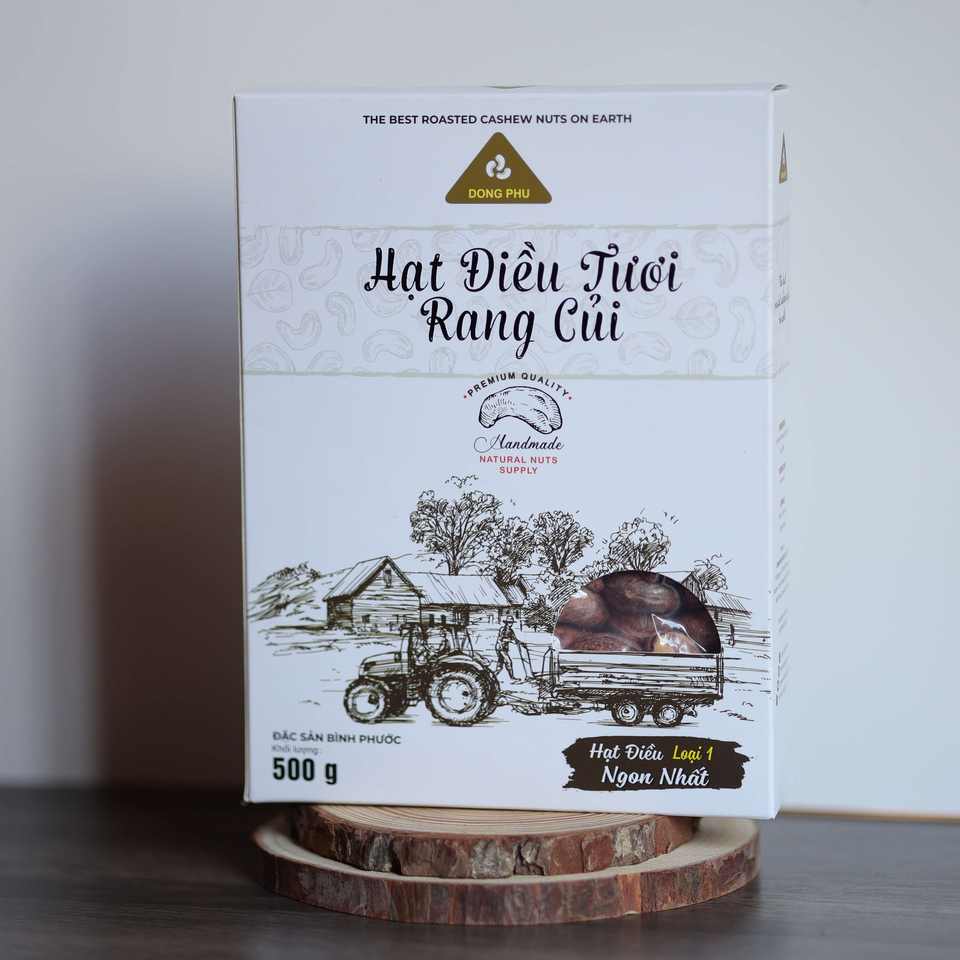 THE BEST ROASTED CASHEW NUTS ON EARTH
DONG PHU
Hạt Điều Tươi
Rang Củi
PREMIUM QUALITY
Handmade
NATURAL NUTS
SUPPLY
ĐẶC SẢN BÌNH PHƯỚC
Khối lượng :
500 g
Hạt Điều Loại 1
Ngon Nhất